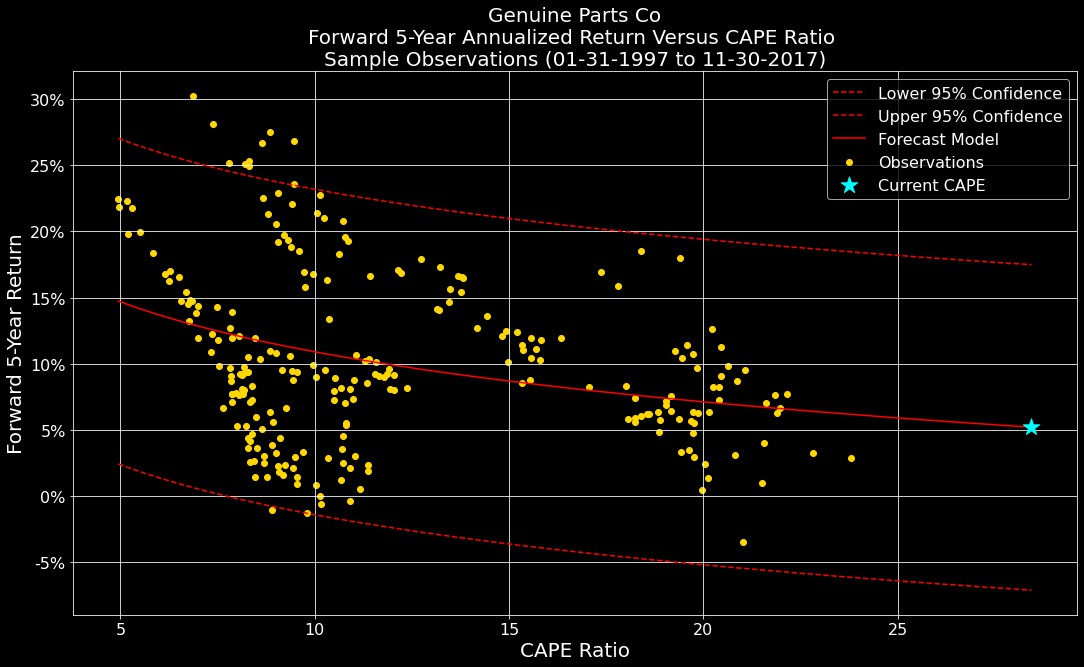 Genuine Parts Co
Forward 5-Year Annualized Return Versus CAPE Ratio
Sample Observations (01-31-1997 to 11-30-2017)
Lower 95% Confidence
Upper 95% Confidence
Forecast Model
Observations
Current CAPE
Forward 5-Year Return
30%
25%
20%
15%
10%
5%
0%
-5%
5
10
15
20
25
CAPE Ratio